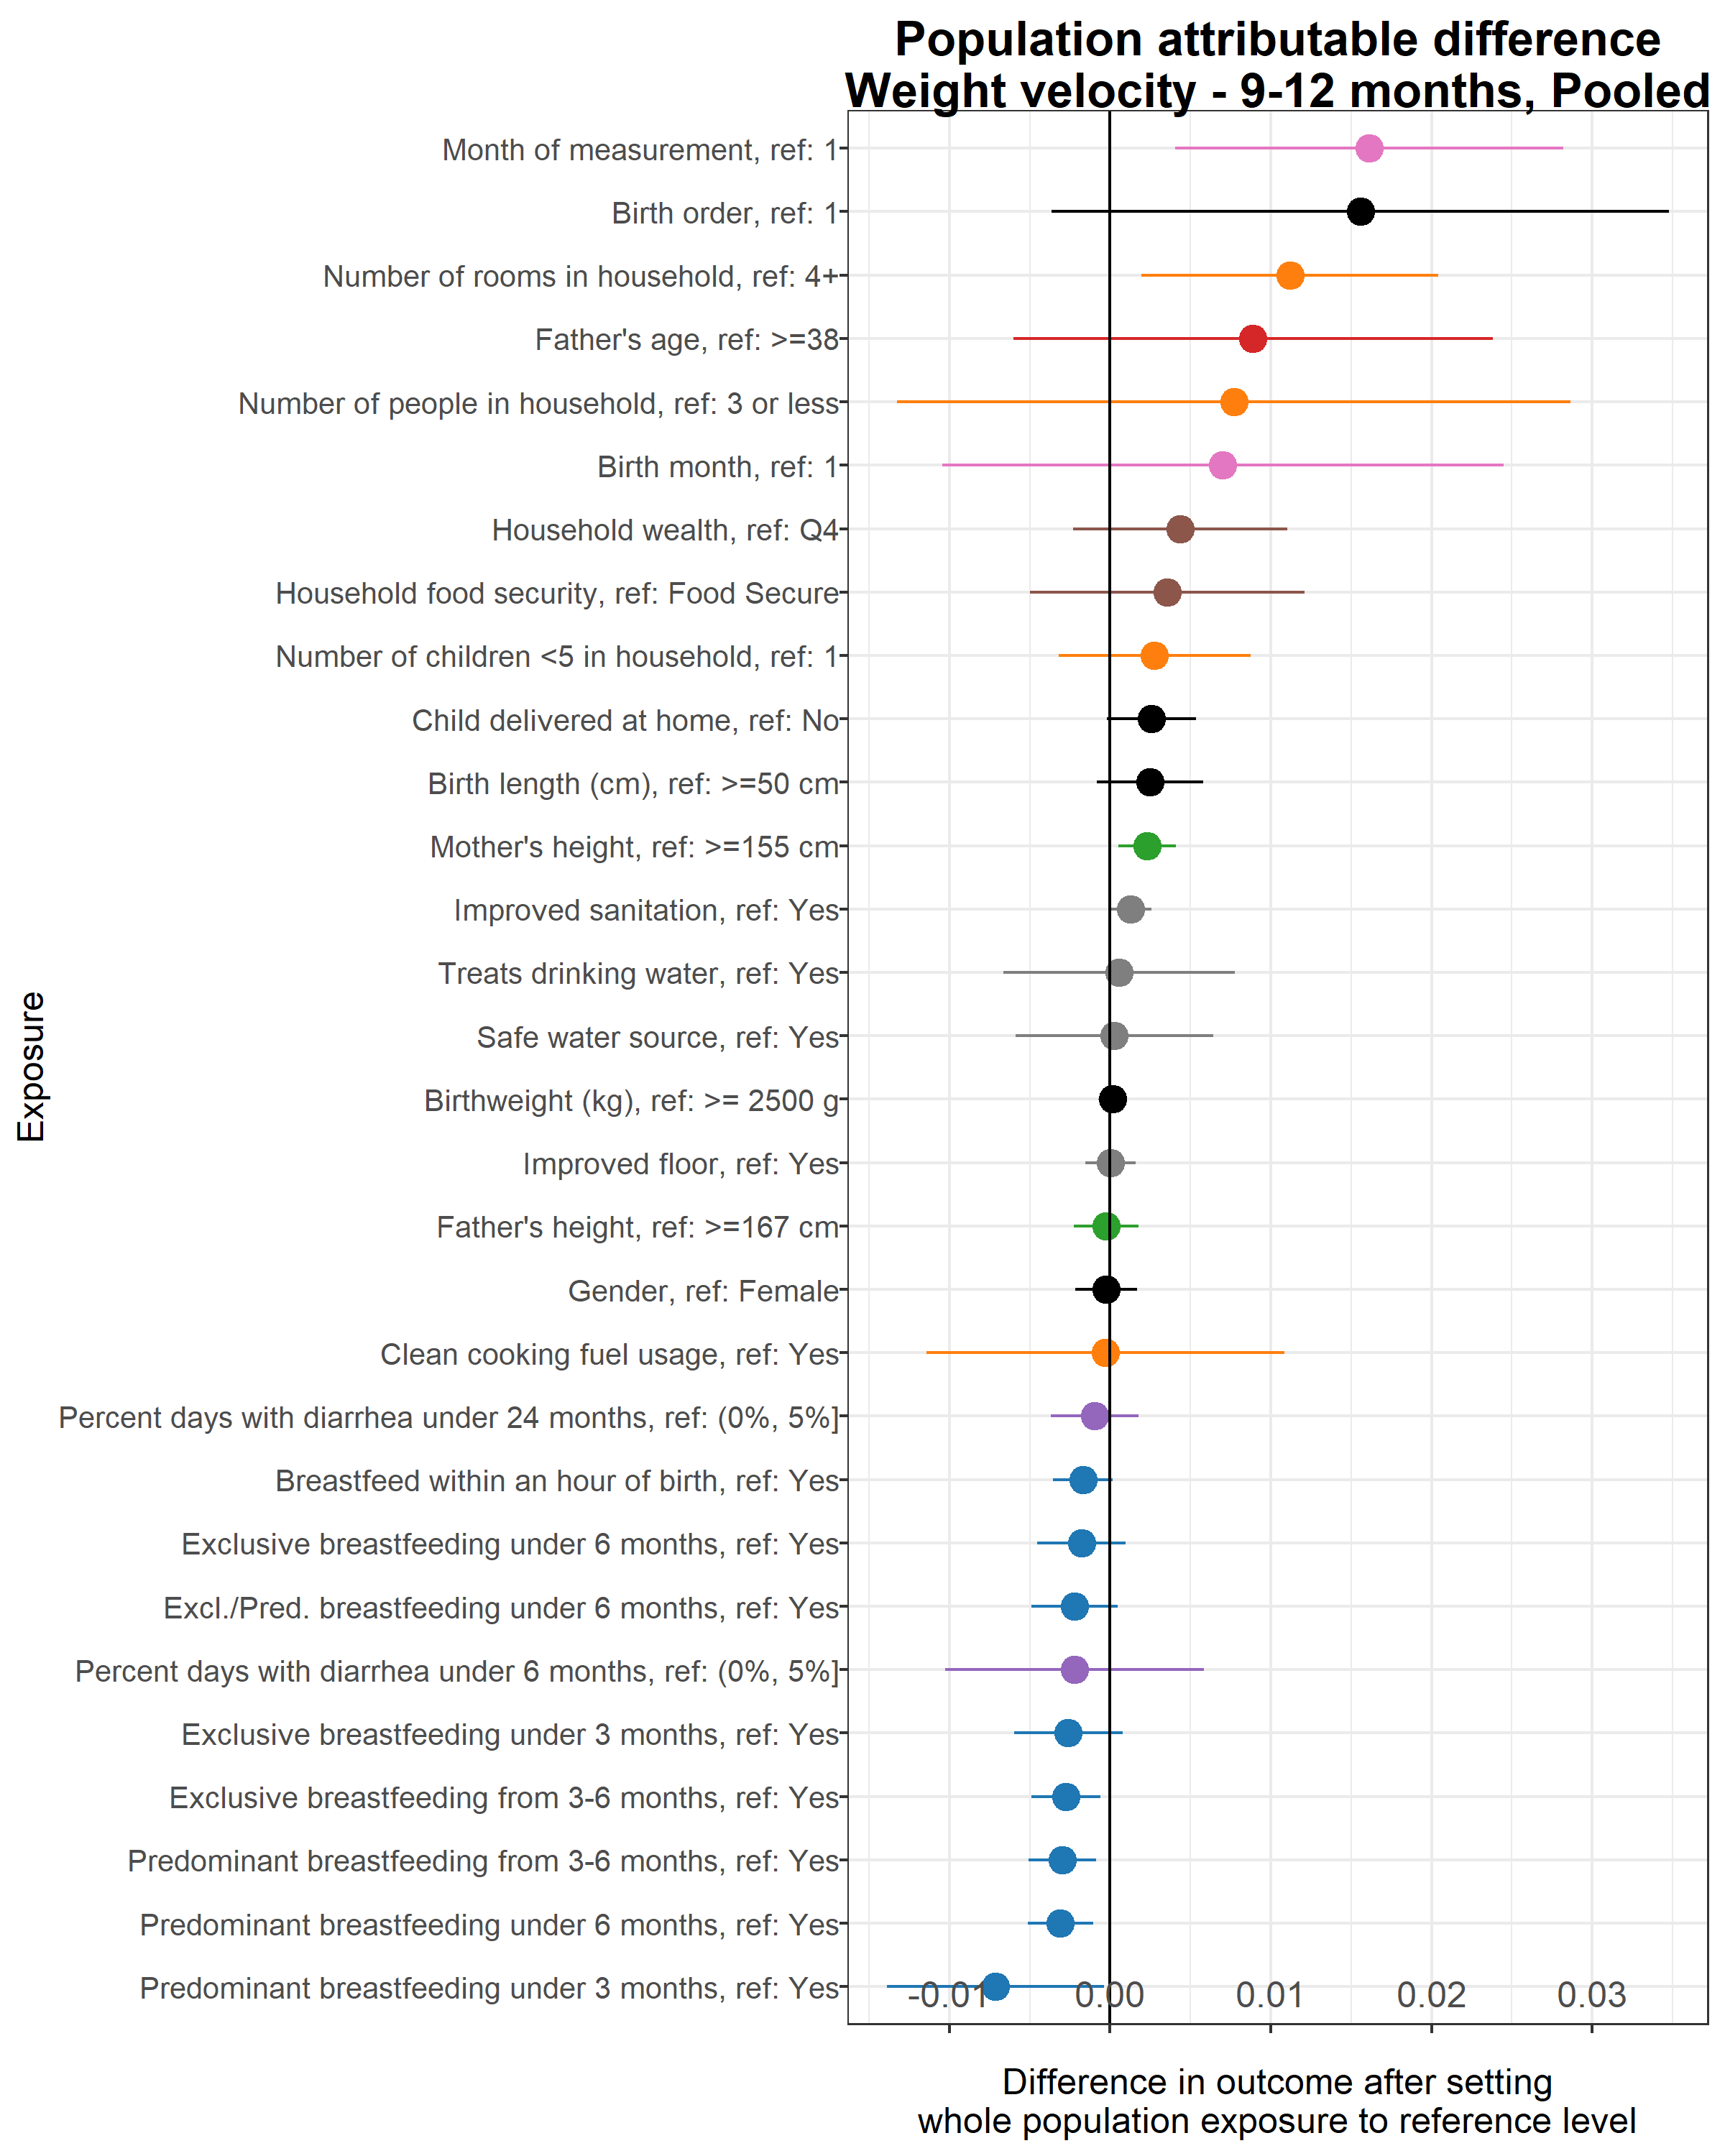 Population attributable difference
Weight velocity - 9-12 months, Pooled
Month of measurement, ref: 1
Birth order, ref: 1
Number of rooms in household, ref: 4+
Father's age, ref: >=38
Number of people in household, ref: 3 or less
Birth month, ref: 1
Household wealth, ref: Q4
Household food security, ref: Food Secure
Number of children <5 in household, ref: 1
Child delivered at home, ref: No
Birth length (cm), ref: >=50 cm
Mother's height, ref: >=155 cm
Improved sanitation, ref: Yes
Treats drinking water, ref: Yes
Safe water source, ref: Yes
Birthweight (kg), ref: >= 2500 g
Improved floor, ref: Yes
Father's height, ref: >=167 cm
Gender, ref: Female
Clean cooking fuel usage, ref: Yes
Percent days with diarrhea under 24 months, ref: (0%, 5%]
Breastfeed within an hour of birth, ref: Yes
Exclusive breastfeeding under 6 months, ref: Yes
Excl./Pred. breastfeeding under 6 months, ref: Yes
Percent days with diarrhea under 6 months, ref: (0%, 5%]
Exclusive breastfeeding under 3 months, ref: Yes
Exclusive breastfeeding from 3-6 months, ref: Yes
Predominant breastfeeding from 3-6 months, ref: Yes
Predominant breastfeeding under 6 months, ref: Yes
Predominant breastfeeding under 3 months, ref: Yes
Exposure
-0.01 0.00 0.01 0.02 0.03
Difference in outcome after setting
whole population exposure to reference level